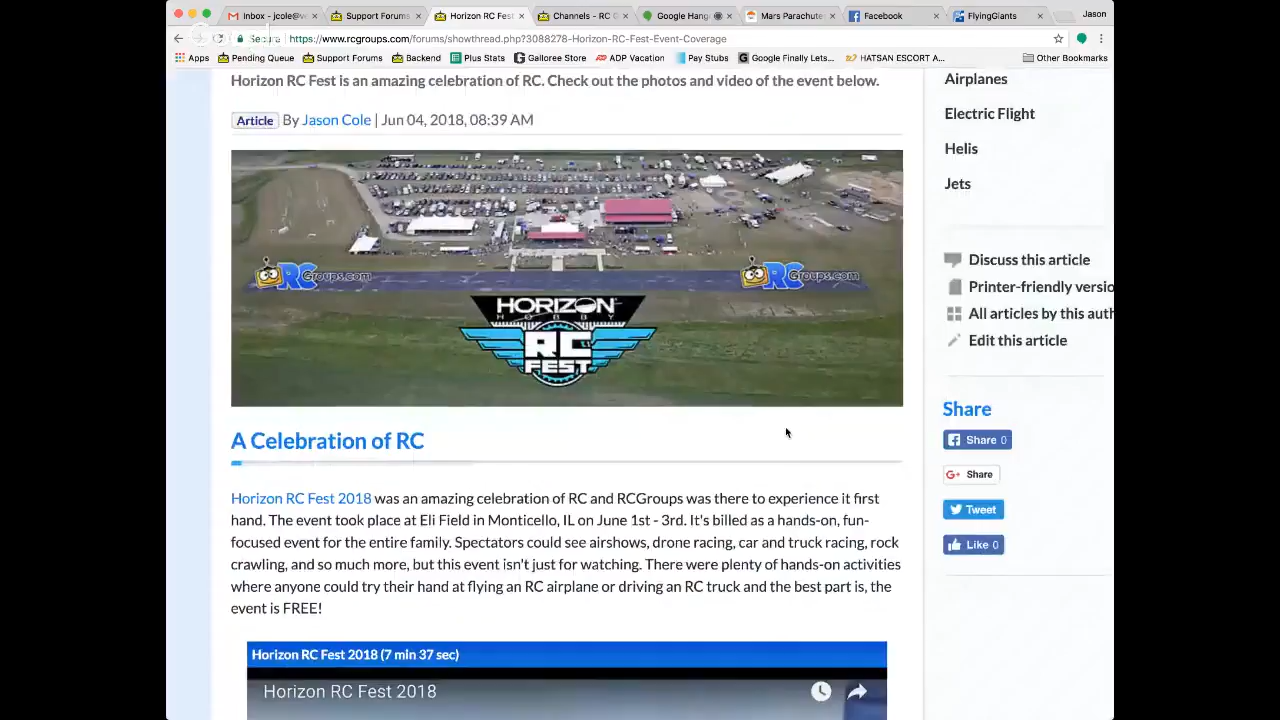 Inbox - jcole@v
Support Forums
Horizon RC Fest
Channels - RC G
Google Hang
Mars Parachute
Facebook
FlyingGiants
Jason
Secure
https://www.rcgroups.com/forums/showthread.php?3088278-Horizon-RC-Fest-Event-Coverage
Apps
Pending Queue
Support Forums
Backend
Plus Stats
Galloree Store
ADP Vacation
Pay Stubs
Google Finally Lets...
HATSAN ESCORT A...
Other Bookmarks
Horizon RC Fest is an amazing celebration of RC. Check out the photos and video of the event below.
Article By Jason Cole | Jun 04, 2018, 08:39 AM
RCGroups.com
RCGroups.com
HORIZON
HOBBY
RC
FEST
A Celebration of RC
Horizon RC Fest 2018 was an amazing celebration of RC and RCGroups was there to experience it first
hand. The event took place at Eli Field in Monticello, IL on June 1st - 3rd. It's billed as a hands-on, fun-
focused event for the entire family. Spectators could see airshows, drone racing, car and truck racing, rock
crawling, and so much more, but this event isn't just for watching. There were plenty of hands-on activities
where anyone could try their hand at flying an RC airplane or driving an RC truck and the best part is, the
event is FREE!
Horizon RC Fest 2018 (7 min 37 sec)
Horizon RC Fest 2018
Airplanes
Electric Flight
Helis
Jets
Discuss this article
Printer-friendly versio
All articles by this auth
Edit this article
Share
Share 0
G+ Share
Tweet
Like 0